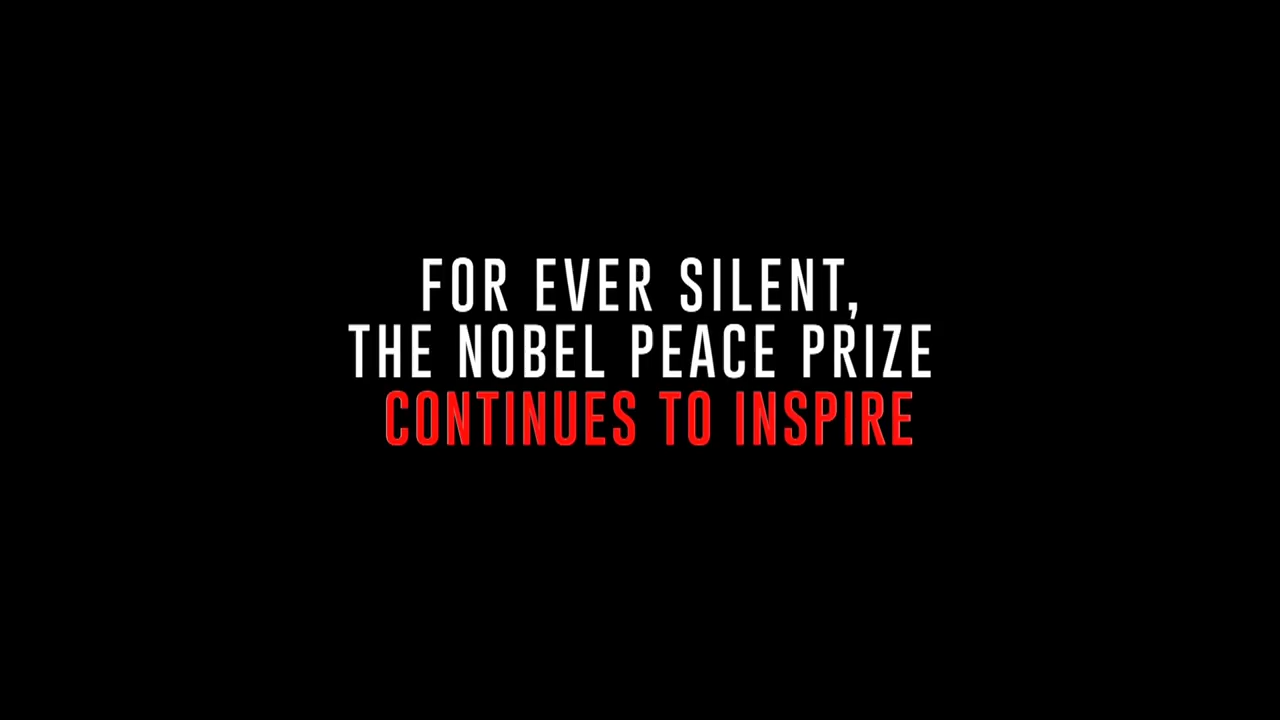 FOR EVER SILENT,
THE NOBEL PEACE PRIZE
CONTINUES TO INSPIRE